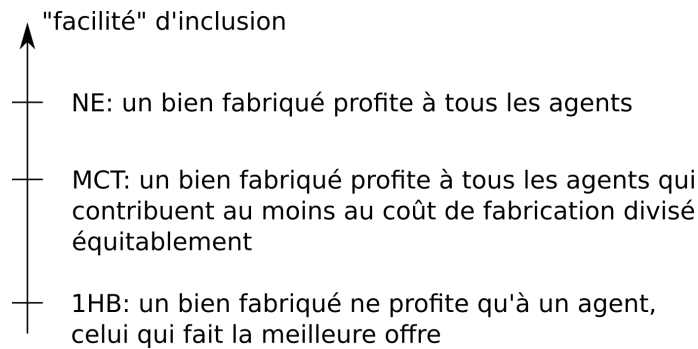 "facilité" d'inclusion
NE: un bien fabriqué profite à tous les agents
MCT: un bien fabriqué profite à tous les agents qui
contribuent au moins au coût de fabrication divisé
équitablement
1HB: un bien fabriqué ne profite qu'à un agent,
celui qui fait la meilleure offre